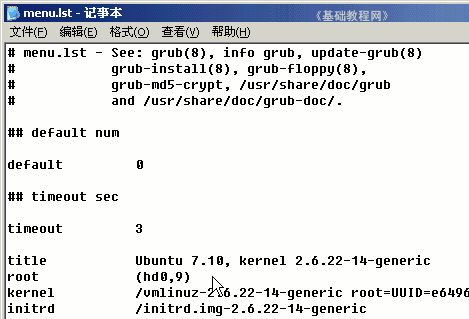 menu.lst - 记事本
《基础教程网》
文件(F) 编辑(E) 格式(O) 查看(V) 帮助(H)
# menu.lst - See: grub(8), info grub, update-grub(8)
# grub-install(8), grub-floppy(8),
# grub-md5-crypt, /usr/share/doc/grub
# and /usr/share/doc/grub-doc/.
## default num
default 0
## timeout sec
timeout 3
title Ubuntu 7.10, kernel 2.6.22-14-generic
root (hd0,9)
kernel /vmlinuz-2.6.22-14-generic root=UUID=e6496
initrd /initrd.img-2.6.22-14-generic